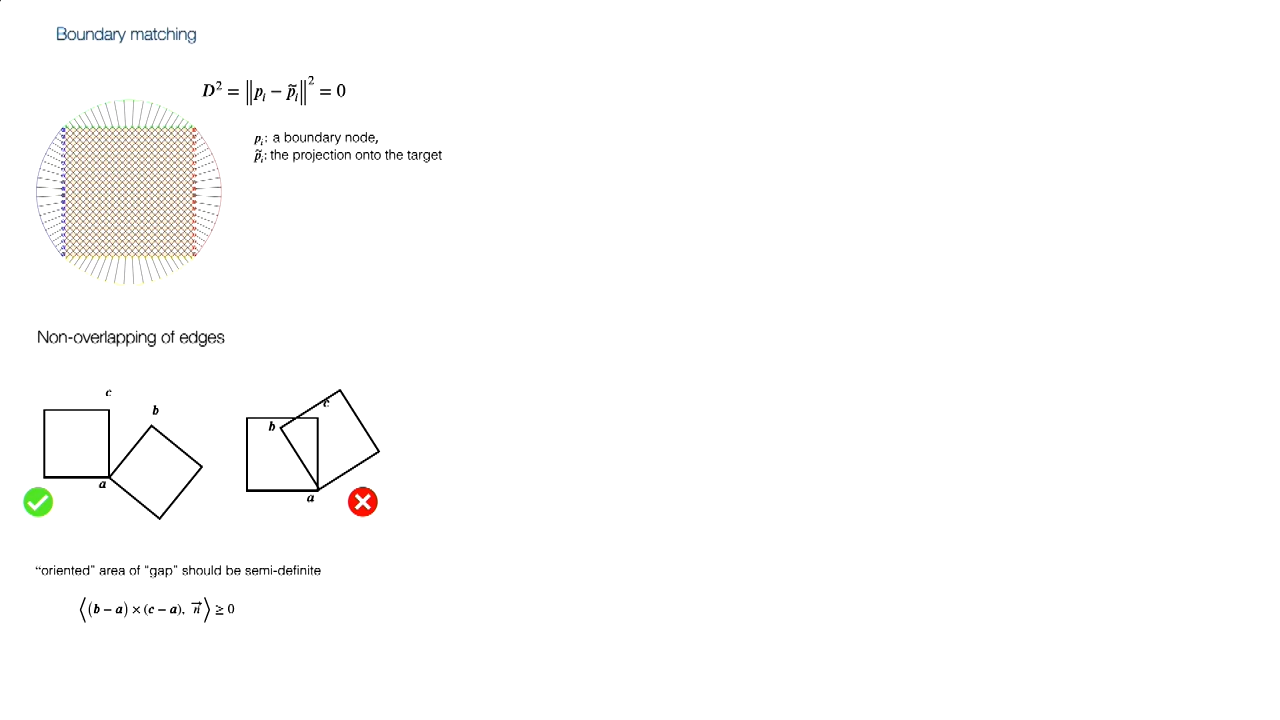 Boundary matching
D² = ‖pᵢ − p̃ᵢ‖² = 0
pᵢ: a boundary node,
p̃ᵢ: the projection onto the target
Non-overlapping of edges
c
b
a
c
b
a
“oriented” area of “gap” should be semi-definite
⟨(b − a) × (c − a), n⃗⟩ ≥ 0